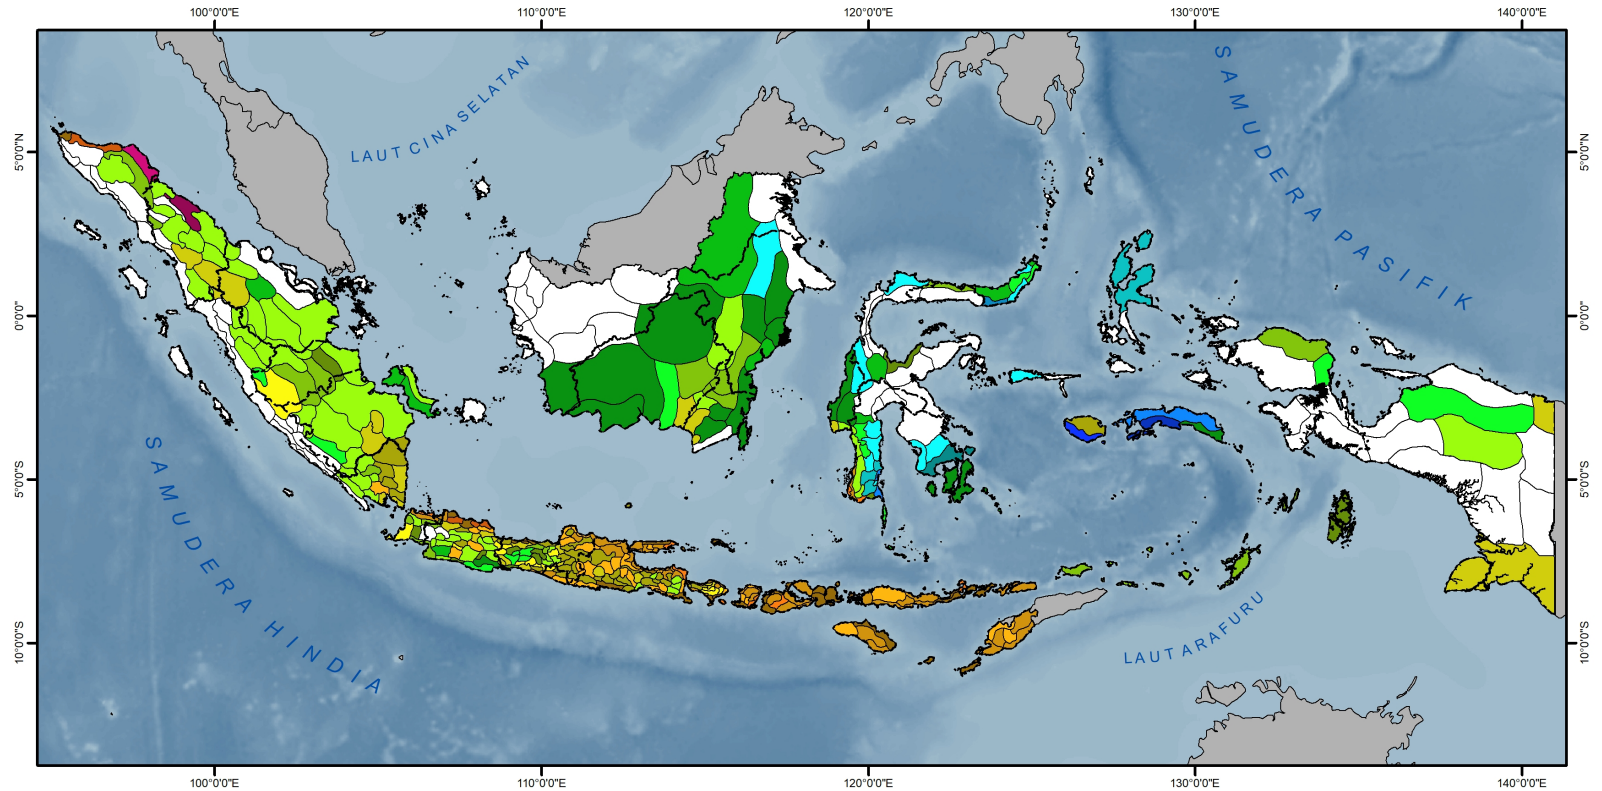 100°0'0"E 110°0'0"E 120°0'0"E 130°0'0"E 140°0'0"E
LAUT CINA SELATAN
SAMUDERA PASIFIK
5°0'0"N 5°0'0"N
0°0'0" 0°0'0"
5°0'0"S 5°0'0"S
SAMUDERA HINDIA
LAUT ARAFURU
10°0'0"S 10°0'0"S
100°0'0"E 110°0'0"E 120°0'0"E 130°0'0"E 140°0'0"E